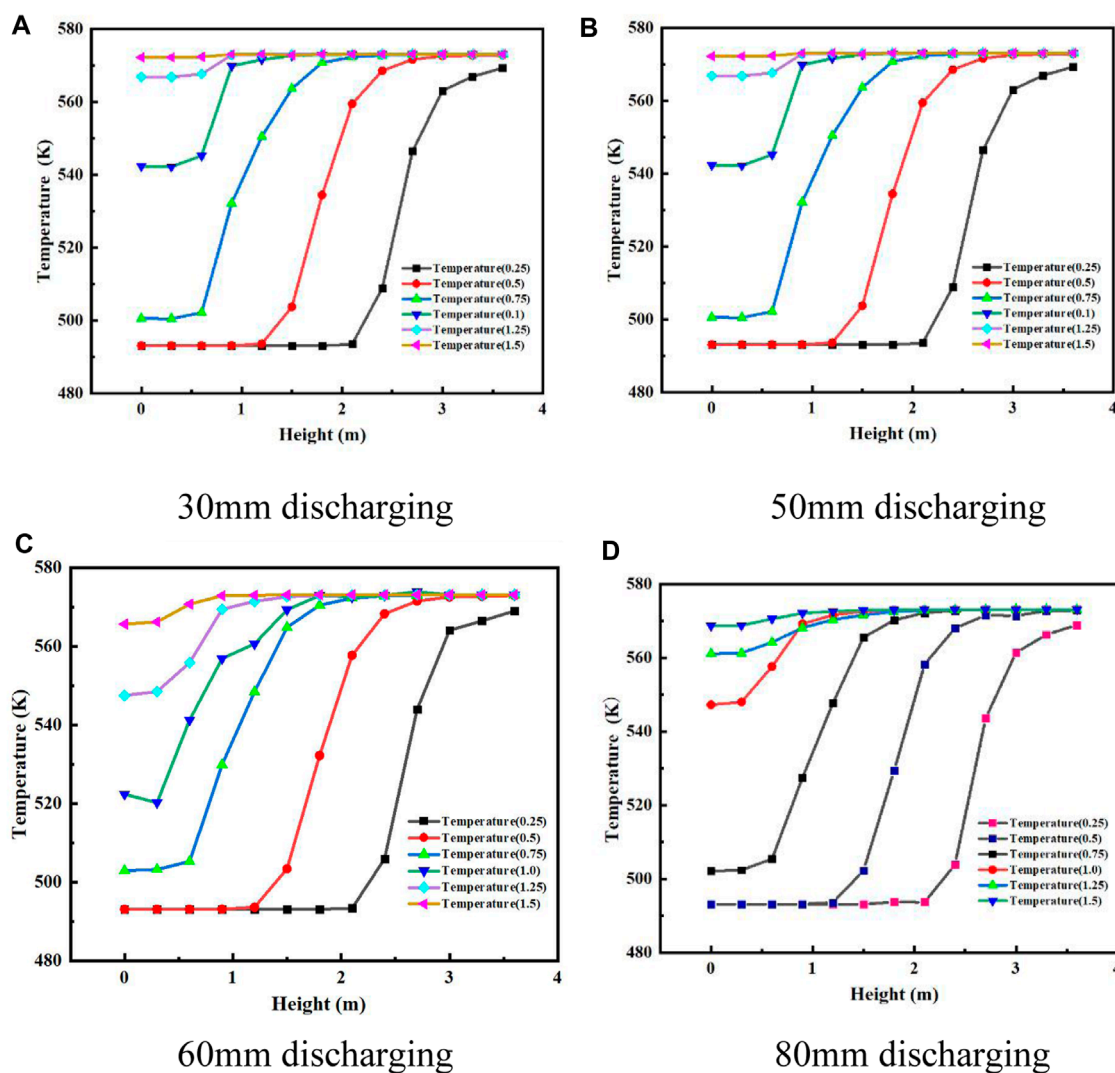 A
580
560
540
520
500
480
Temperature (K)
Temperature(0.25)
Temperature(0.5)
Temperature(0.75)
Temperature(0.1)
Temperature(1.25)
Temperature(1.5)
0 1 2 3 4
Height (m)
30mm discharging
B
580
560
540
520
500
480
Temperature (K)
Temperature(0.25)
Temperature(0.5)
Temperature(0.75)
Temperature(0.1)
Temperature(1.25)
Temperature(1.5)
0 1 2 3 4
Height (m)
50mm discharging
C
580
560
540
520
500
480
Temperature (K)
Temperature(0.25)
Temperature(0.5)
Temperature(0.75)
Temperature(1.0)
Temperature(1.25)
Temperature(1.5)
0 1 2 3 4
Height (m)
60mm discharging
D
580
560
540
520
500
480
Temperature (K)
Temperature(0.25)
Temperature(0.5)
Temperature(0.75)
Temperature(1.0)
Temperature(1.25)
Temperature(1.5)
0 1 2 3 4
Height (m)
80mm discharging